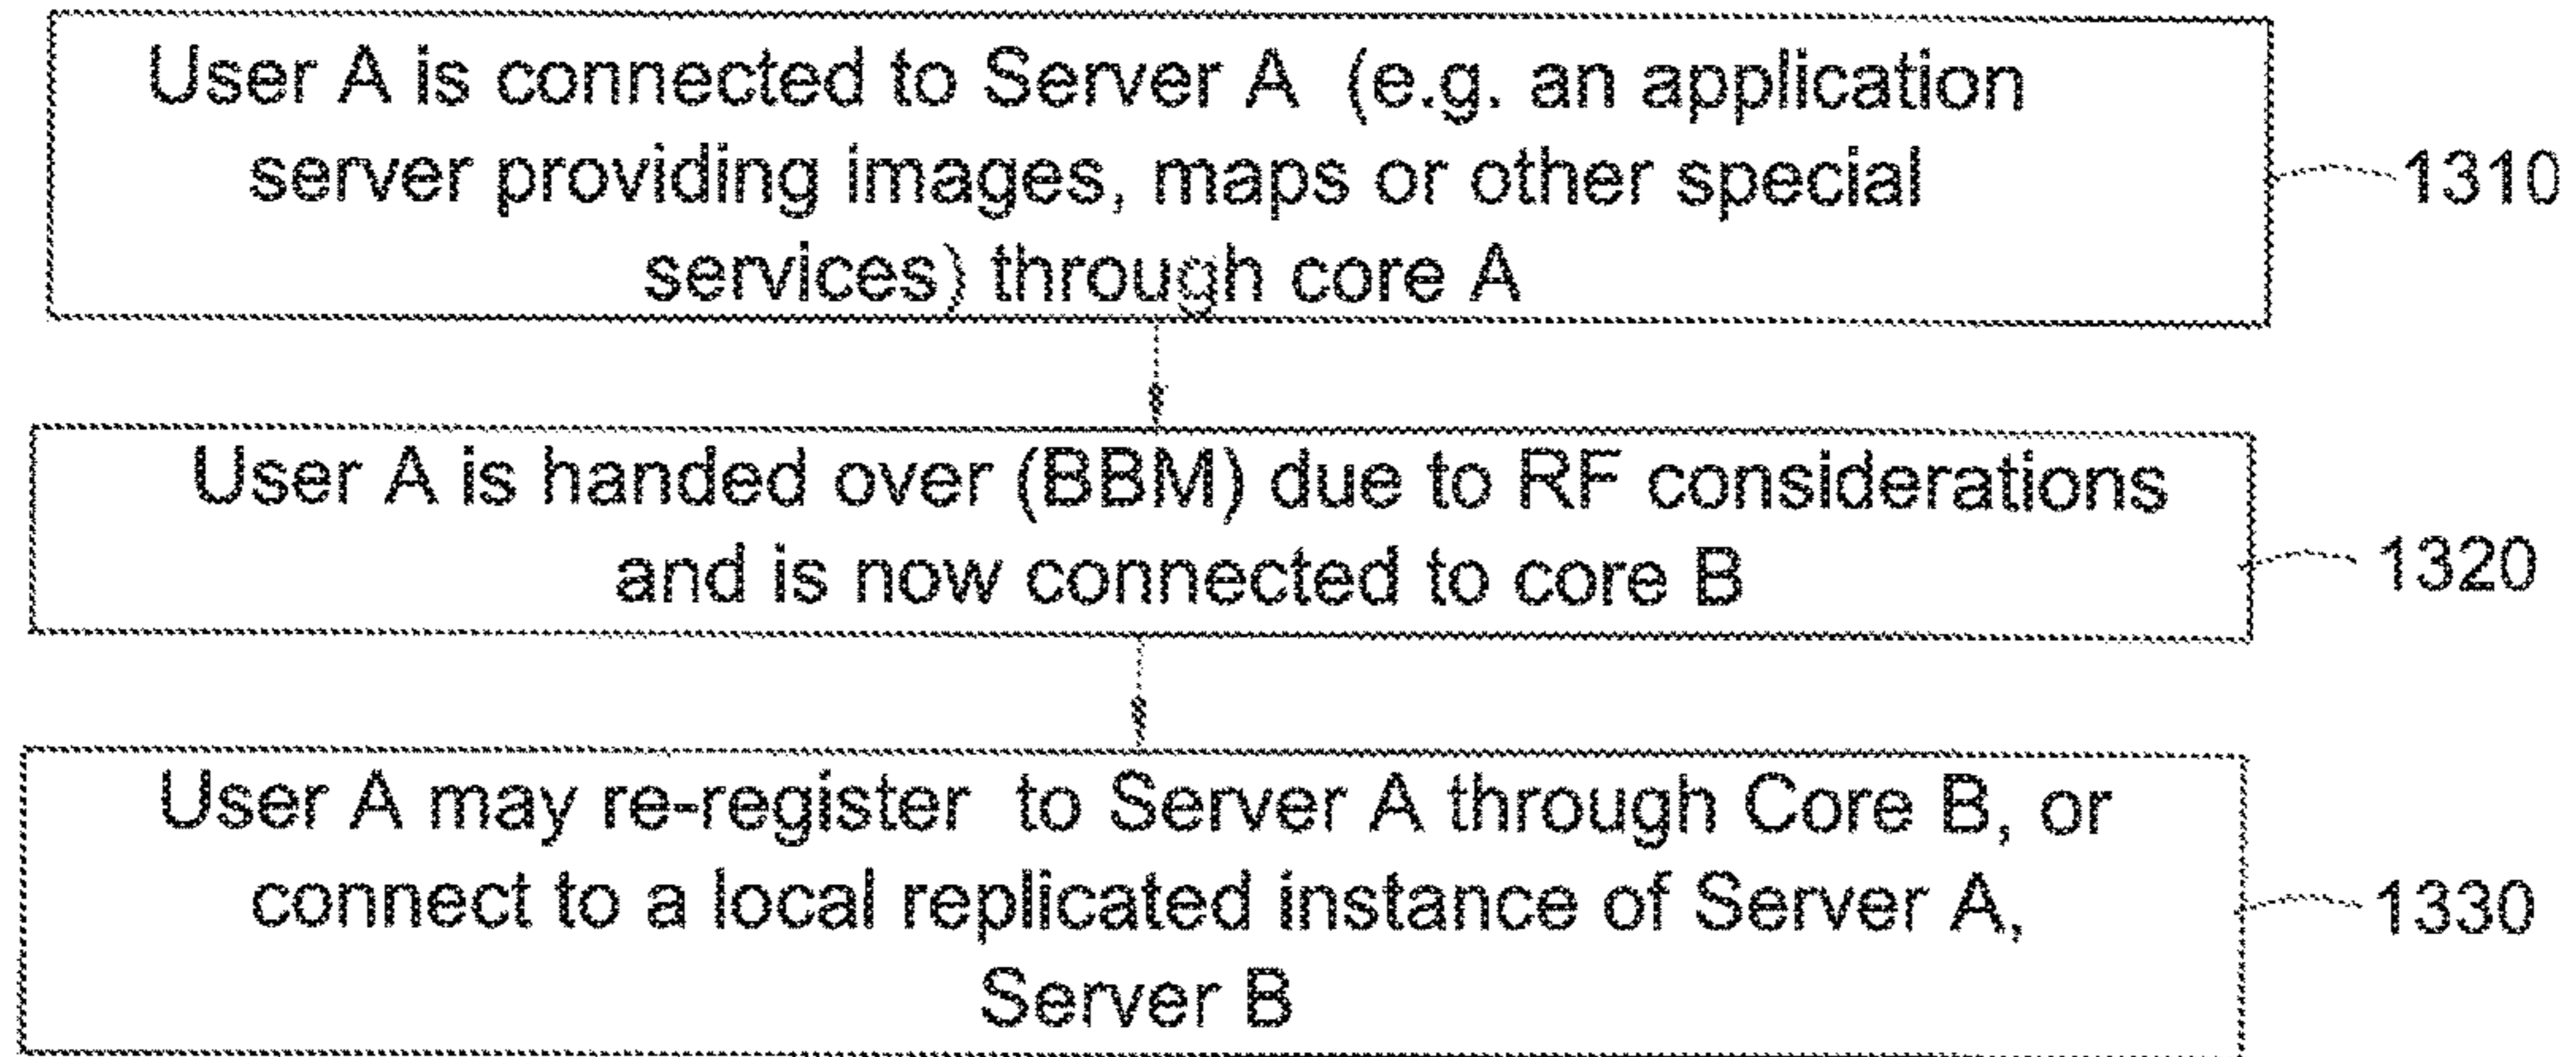 User A is connected to Server A (e.g. an application
server providing images, maps or other special
services) through core A
1310
User A is handed over (BBM) due to RF considerations
and is now connected to core B
1320
User A may re-register to Server A through Core B, or
connect to a local replicated instance of Server A,
Server B
1330